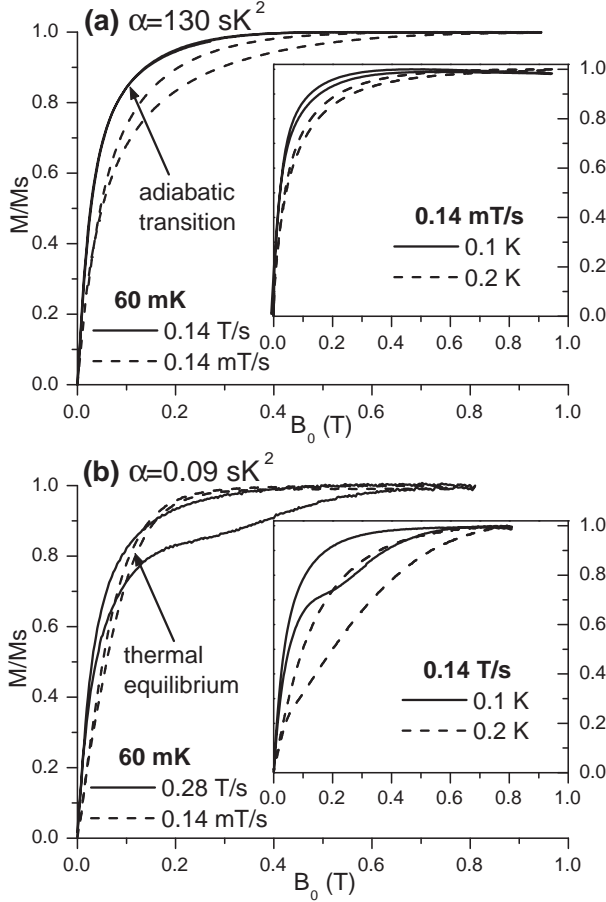 (a) α=130 sK²
M/Ms
1.0
0.8
0.6
0.4
0.2
0.0
adiabatic
transition
60 mK
0.14 T/s
0.14 mT/s
0.0 0.2 0.4 0.6 0.8 1.0
B₀ (T)
0.14 mT/s
0.1 K
0.2 K
1.0
0.8
0.6
0.4
0.2
0.0
0.0 0.2 0.4 0.6 0.8 1.0
(b) α=0.09 sK²
M/Ms
1.0
0.8
0.6
0.4
0.2
0.0
thermal
equilibrium
60 mK
0.28 T/s
0.14 mT/s
0.0 0.2 0.4 0.6 0.8 1.0
B₀ (T)
0.14 T/s
0.1 K
0.2 K
1.0
0.8
0.6
0.4
0.2
0.0
0.0 0.2 0.4 0.6 0.8 1.0